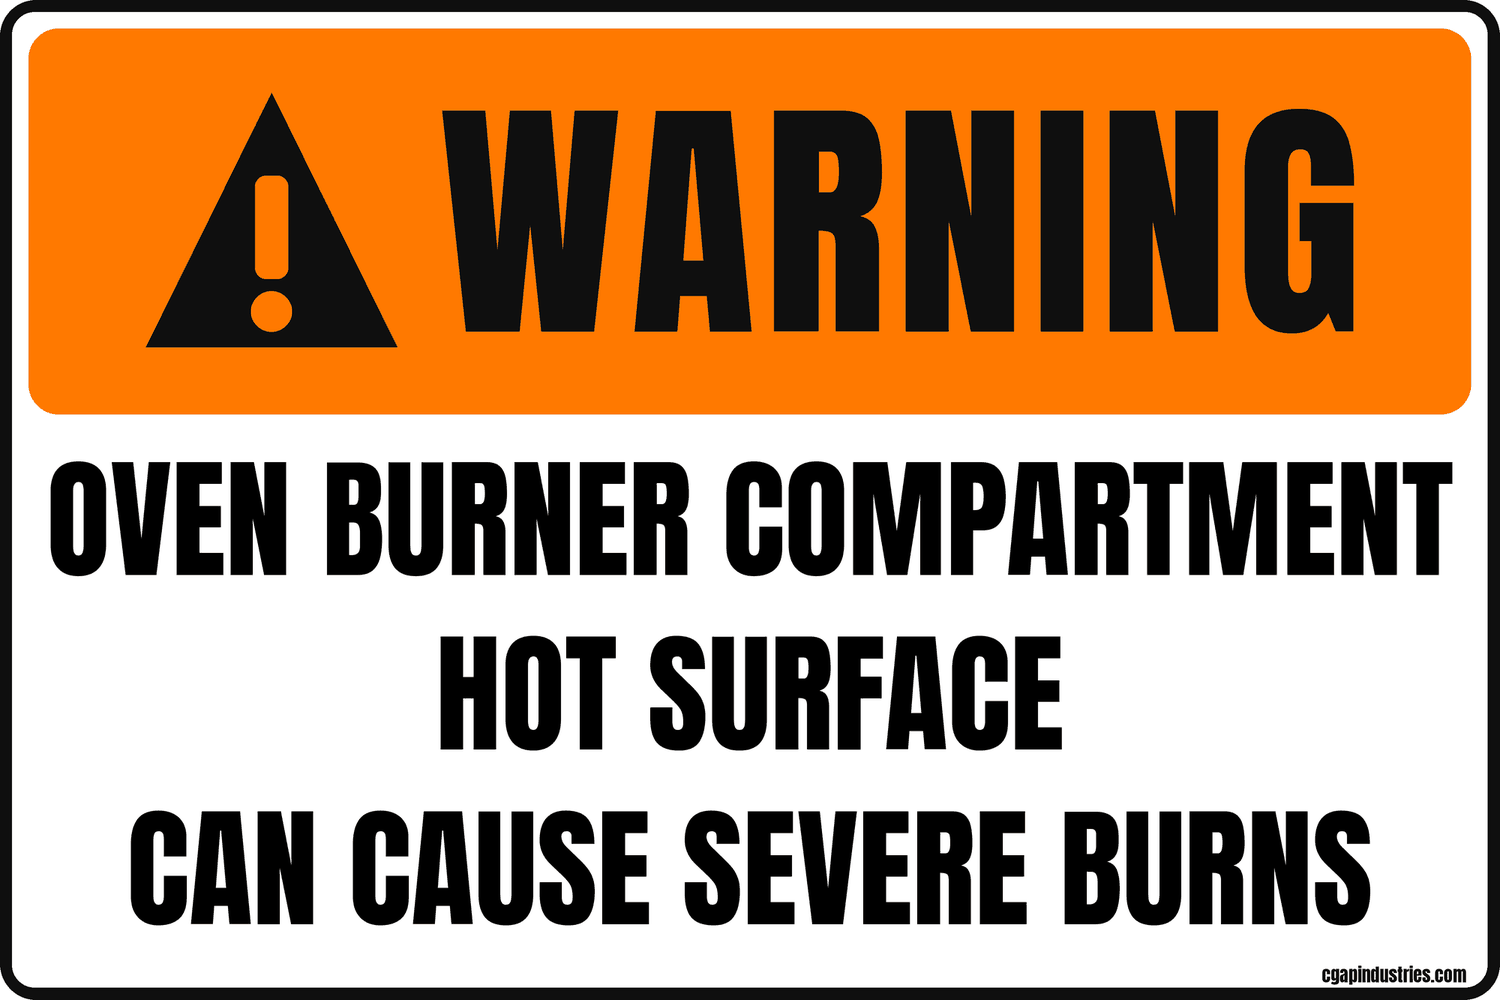 WARNING
OVEN BURNER COMPARTMENT
HOT SURFACE
CAN CAUSE SEVERE BURNS
cgapindustries.com